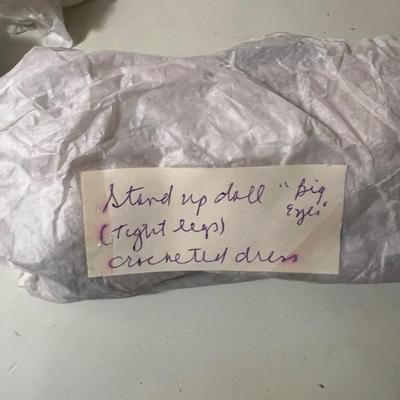 Stand up doll "Big Eyes"
(tight legs)
crocheted dress